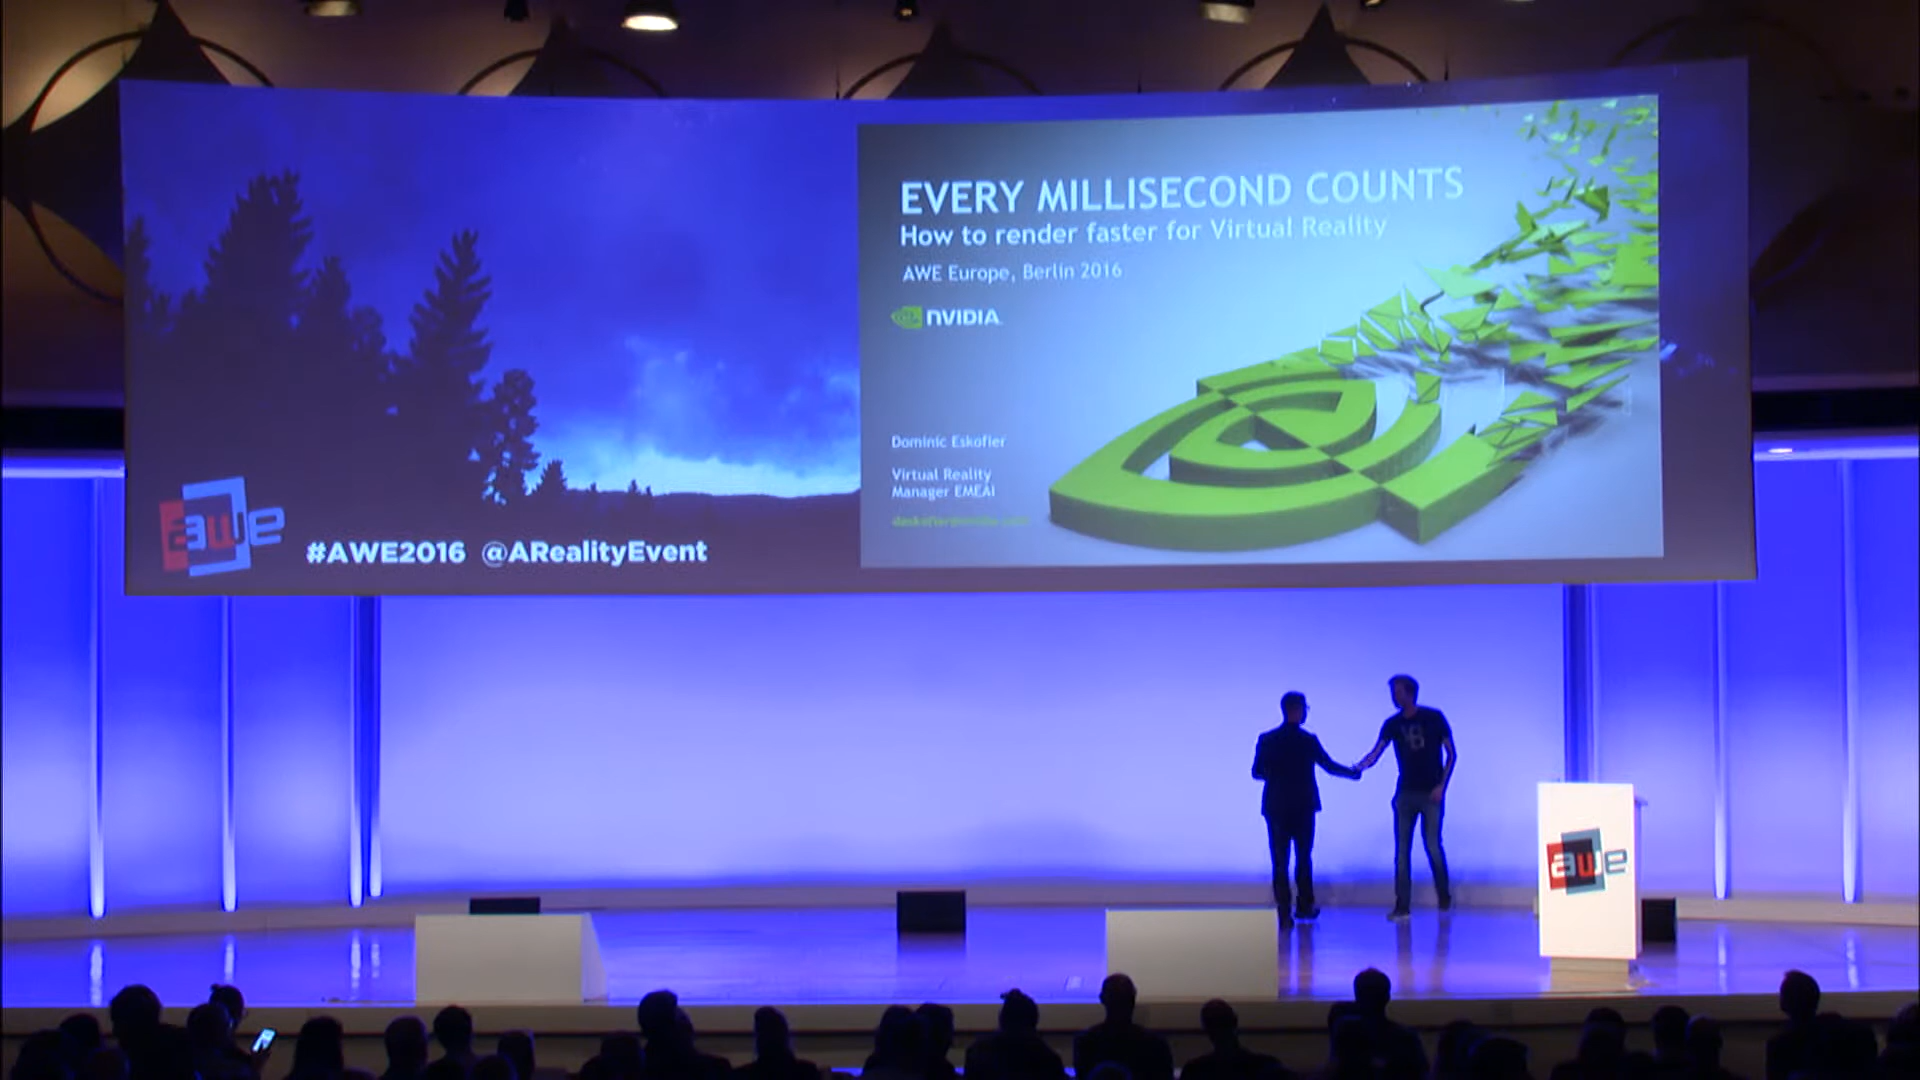 EVERY MILLISECOND COUNTS
How to render faster for Virtual Reality
AWE Europe, Berlin 2016
NVIDIA
Dominic Eskofier
Virtual Reality
Manager EMEAI
awe
#AWE2016 @ARealityEvent
awe